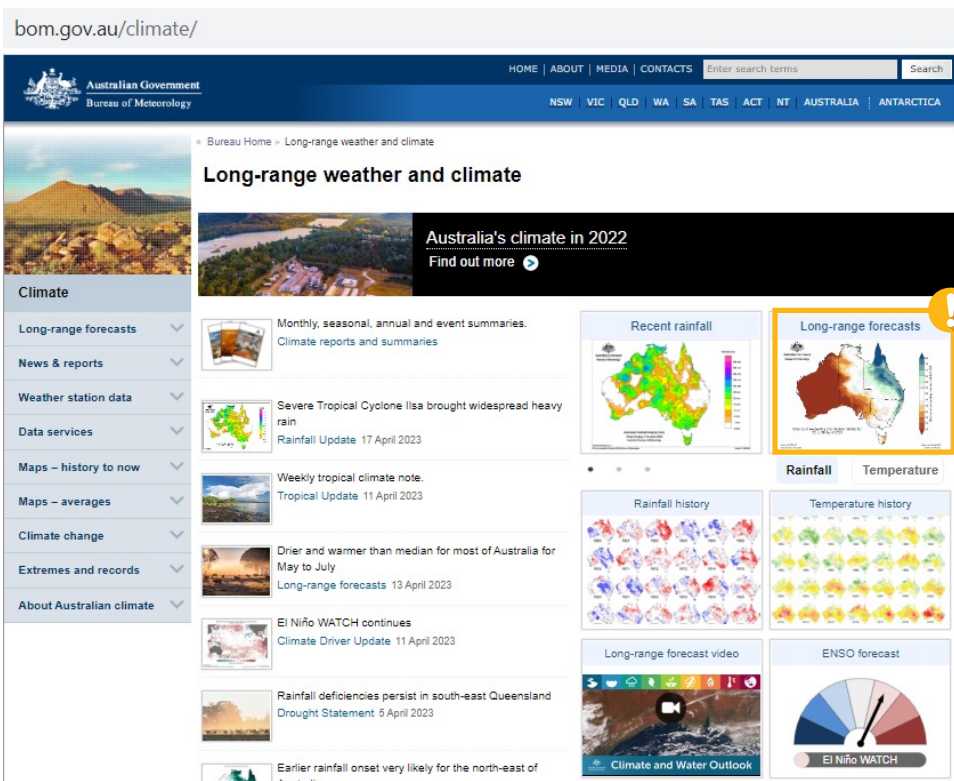 bom.gov.au/climate/
HOME | ABOUT | MEDIA | CONTACTS
Enter search terms
Search
Australian Government
Bureau of Meteorology
NSW | VIC | QLD | WA | SA | TAS | ACT | NT | AUSTRALIA | ANTARCTICA
Bureau Home > Long-range weather and climate
Long-range weather and climate
Australia's climate in 2022
Find out more
Climate
Long-range forecasts
News & reports
Weather station data
Data services
Maps – history to now
Maps – averages
Climate change
Extremes and records
About Australian climate
Monthly, seasonal, annual and event summaries.
Climate reports and summaries
Severe Tropical Cyclone Ilsa brought widespread heavy
rain
Rainfall Update 17 April 2023
Weekly tropical climate note.
Tropical Update 11 April 2023
Drier and warmer than median for most of Australia for
May to July
Long-range forecasts 13 April 2023
El Niño WATCH continues
Climate Driver Update 11 April 2023
Rainfall deficiencies persist in south-east Queensland
Drought Statement 5 April 2023
Earlier rainfall onset very likely for the north-east of
Recent rainfall
Long-range forecasts
!
Rainfall
Temperature
Rainfall history
Temperature history
Long-range forecast video
Climate and Water Outlook
ENSO forecast
El Niño WATCH